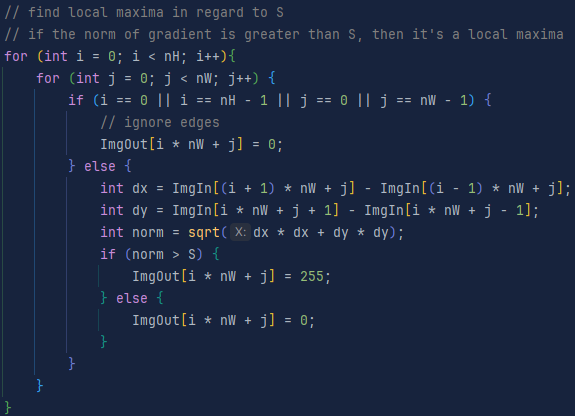 // find local maxima in regard to S
// if the norm of gradient is greater than S, then it's a local maxima
for (int i = 0; i < nH; i++){
    for (int j = 0; j < nW; j++) {
        if (i == 0 || i == nH - 1 || j == 0 || j == nW - 1) {
            // ignore edges
            ImgOut[i * nW + j] = 0;
        } else {
            int dx = ImgIn[(i + 1) * nW + j] - ImgIn[(i - 1) * nW + j];
            int dy = ImgIn[i * nW + j + 1] - ImgIn[i * nW + j - 1];
            int norm = sqrt( X: dx * dx + dy * dy);
            if (norm > S) {
                ImgOut[i * nW + j] = 255;
            } else {
                ImgOut[i * nW + j] = 0;
            }
        }
    }
}